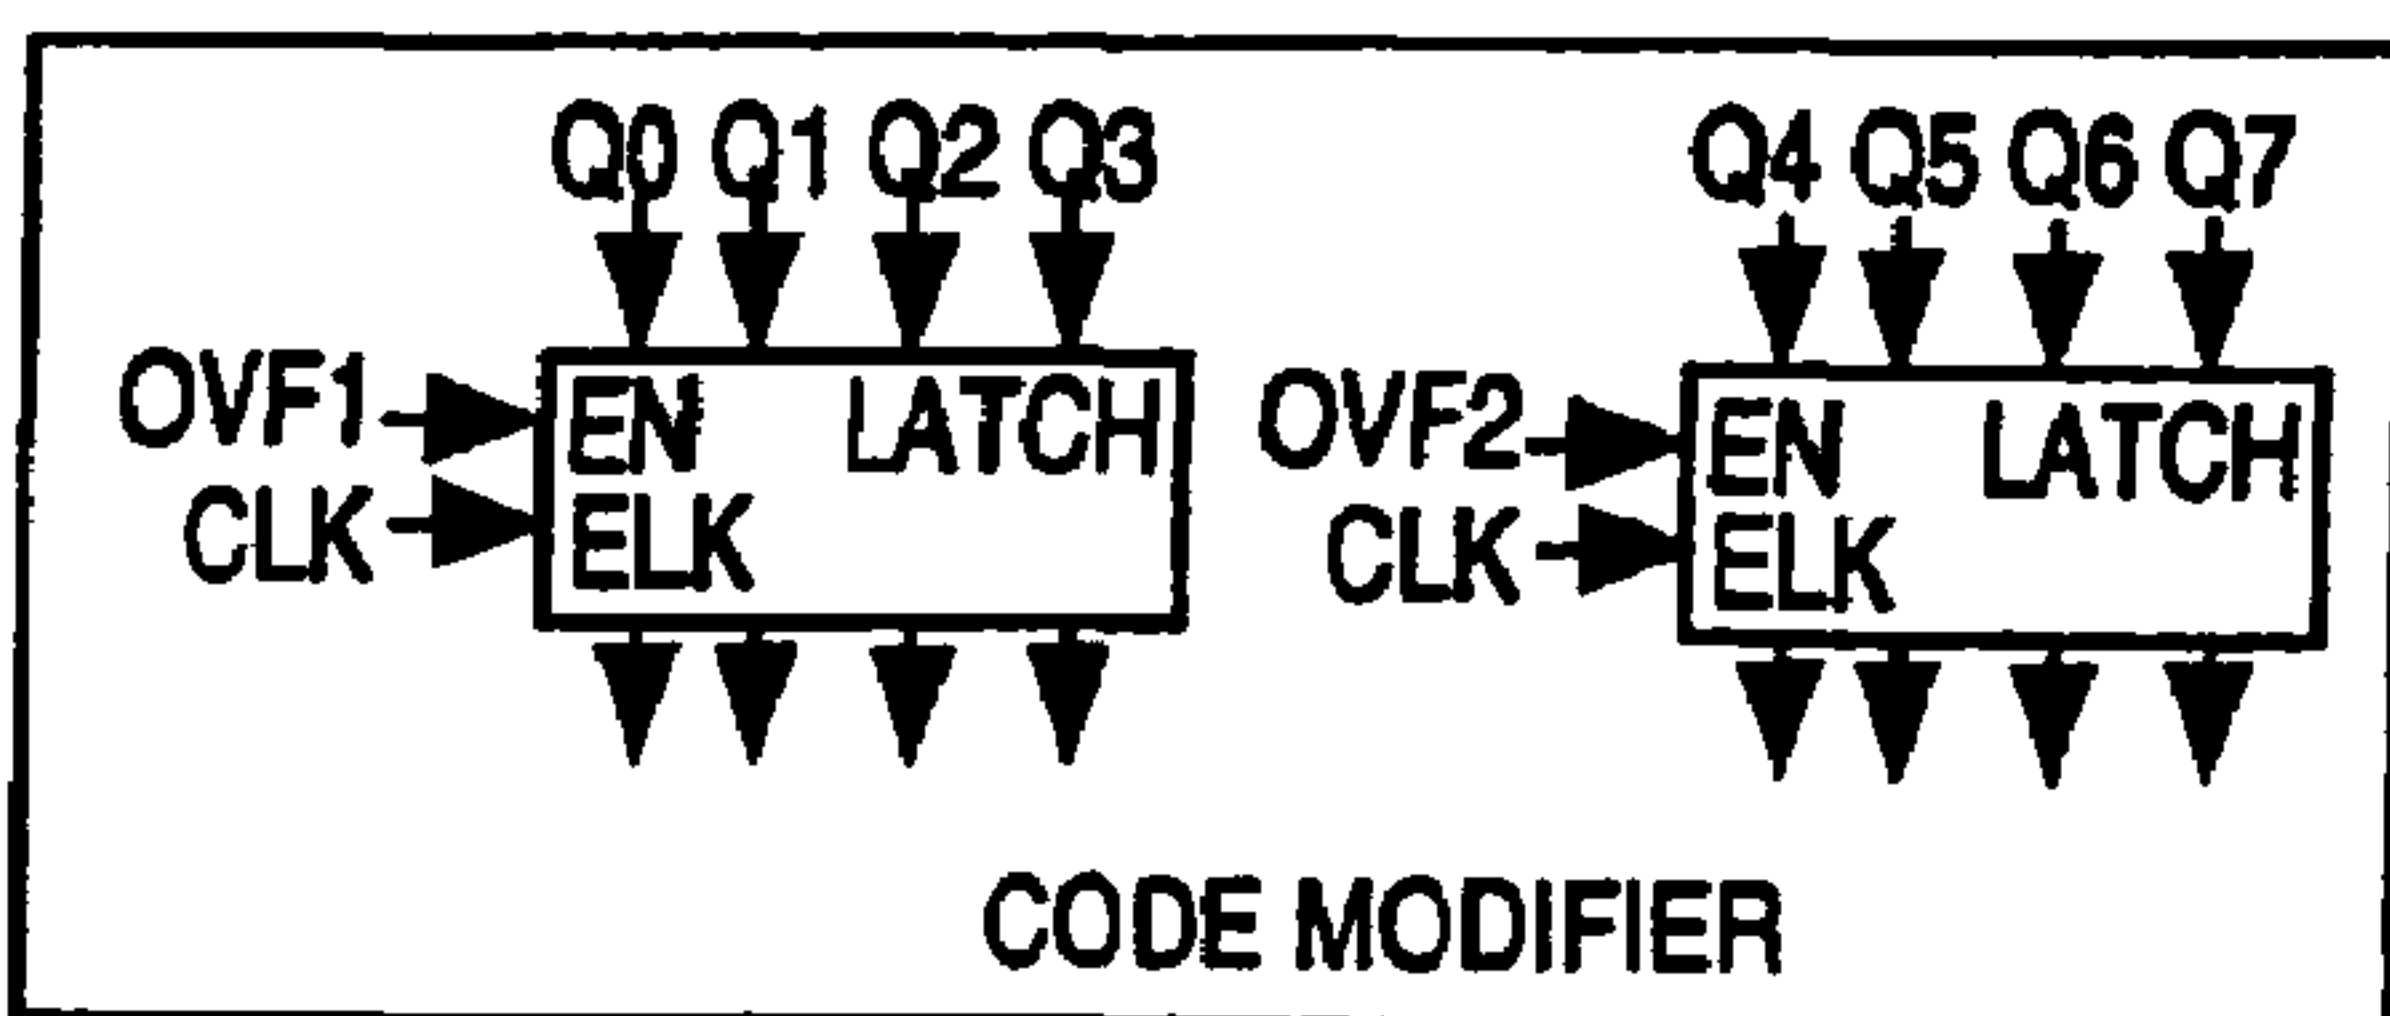 Q0 Q1 Q2 Q3 Q4 Q5 Q6 Q7
OVF1 EN LATCH OVF2 EN LATCH
CLK ELK CLK ELK
CODE MODIFIER